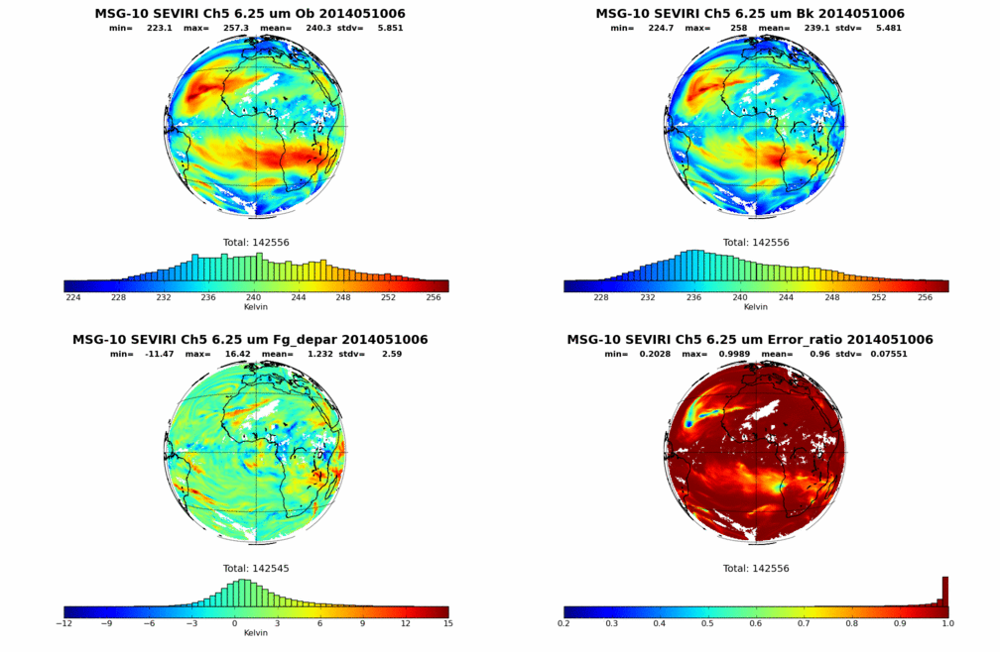 MSG-10 SEVIRI Ch5 6.25 um Ob 2014051006
min= 223.1 max= 257.3 mean= 240.3 stdv= 5.851
Total: 142556
224 228 232 236 240 244 248 252 256
Kelvin
MSG-10 SEVIRI Ch5 6.25 um Bk 2014051006
min= 224.7 max= 258 mean= 239.1 stdv= 5.481
Total: 142556
228 232 236 240 244 248 252 256
Kelvin
MSG-10 SEVIRI Ch5 6.25 um Fg_depar 2014051006
min= -11.47 max= 16.42 mean= 1.232 stdv= 2.59
Total: 142545
−12 −9 −6 −3 0 3 6 9 12 15
Kelvin
MSG-10 SEVIRI Ch5 6.25 um Error_ratio 2014051006
min= 0.2028 max= 0.9989 mean= 0.96 stdv= 0.07551
Total: 142556
0.2 0.3 0.4 0.5 0.6 0.7 0.8 0.9 1.0